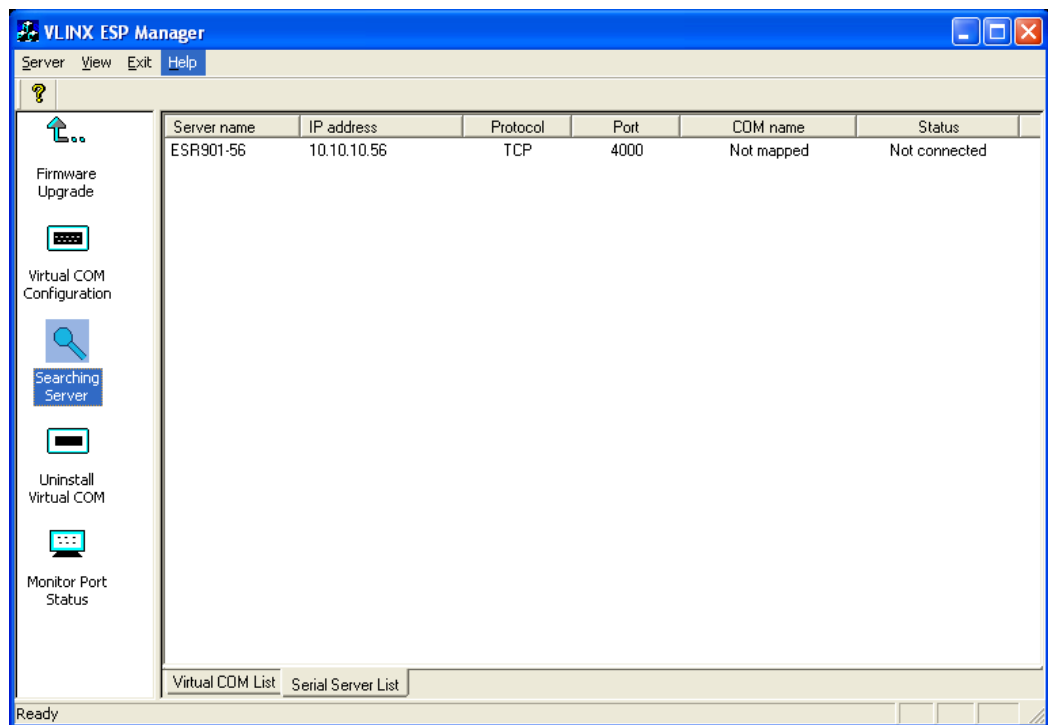 VLINX ESP Manager
Server View Exit Help
Firmware
Upgrade
Virtual COM
Configuration
Searching
Server
Uninstall
Virtual COM
Monitor Port
Status
Server name IP address Protocol Port COM name Status
ESR901-56 10.10.10.56 TCP 4000 Not mapped Not connected
Virtual COM List Serial Server List
Ready